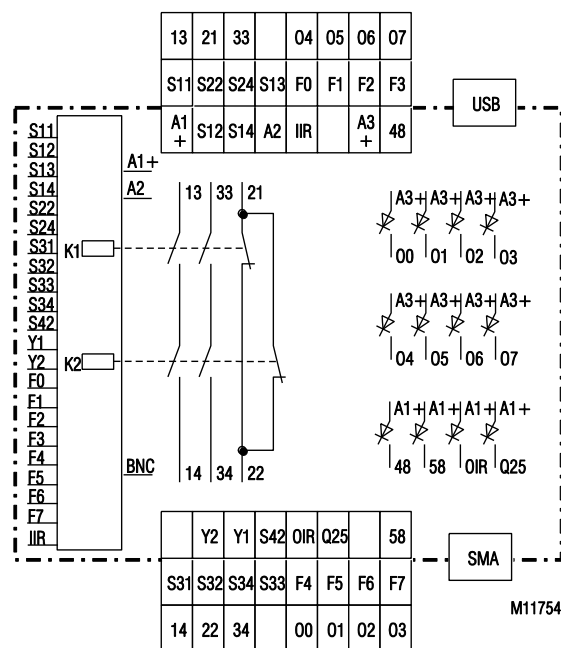 13 21 33 04 05 06 07
S11 S22 S24 S13 F0 F1 F2 F3
USB
A1+ S12 S14 A2 IIR A3+ 48
S11
S12
S13
S14
S22
S24
S31
S32
S33
S34
S42
Y1
Y2
F0
F1
F2
F3
F4
F5
F6
F7
IIR
A1+
A2
K1
K2
BNC
13 33 21
14 34 22
A3+ A3+ A3+ A3+
00 01 02 03
A3+ A3+ A3+ A3+
04 05 06 07
A1+ A1+ A1+ A1+
48 58 0IR Q25
Y2 Y1 S42 0IR Q25 58
SMA
S31 S32 S34 S33 F4 F5 F6 F7
14 22 34 00 01 02 03
M11754